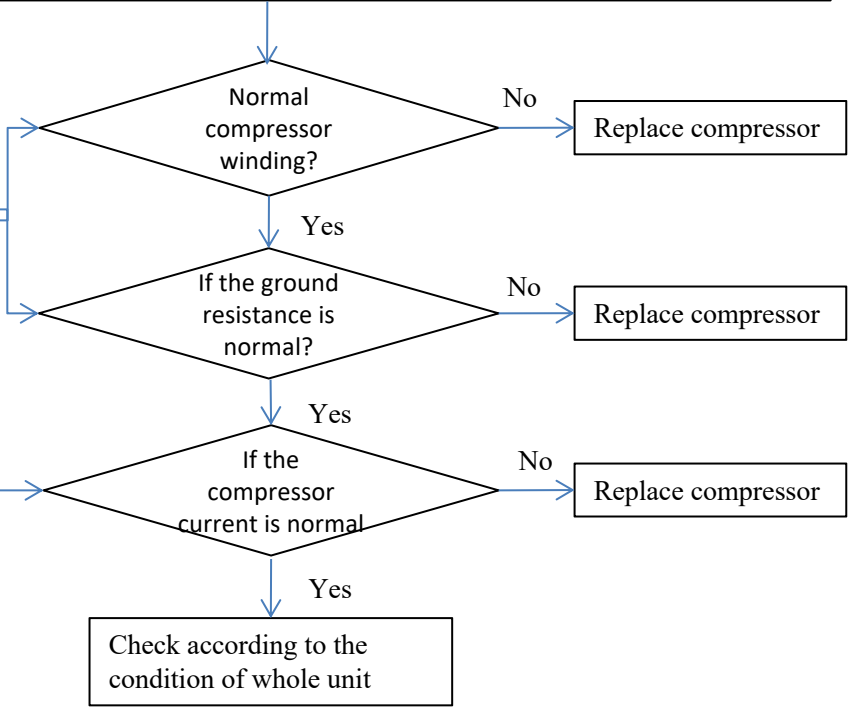 Normal
compressor
winding?
No
Replace compressor
Yes
If the ground
resistance is
normal?
No
Replace compressor
Yes
If the
compressor
current is normal
No
Replace compressor
Yes
Check according to the
condition of whole unit